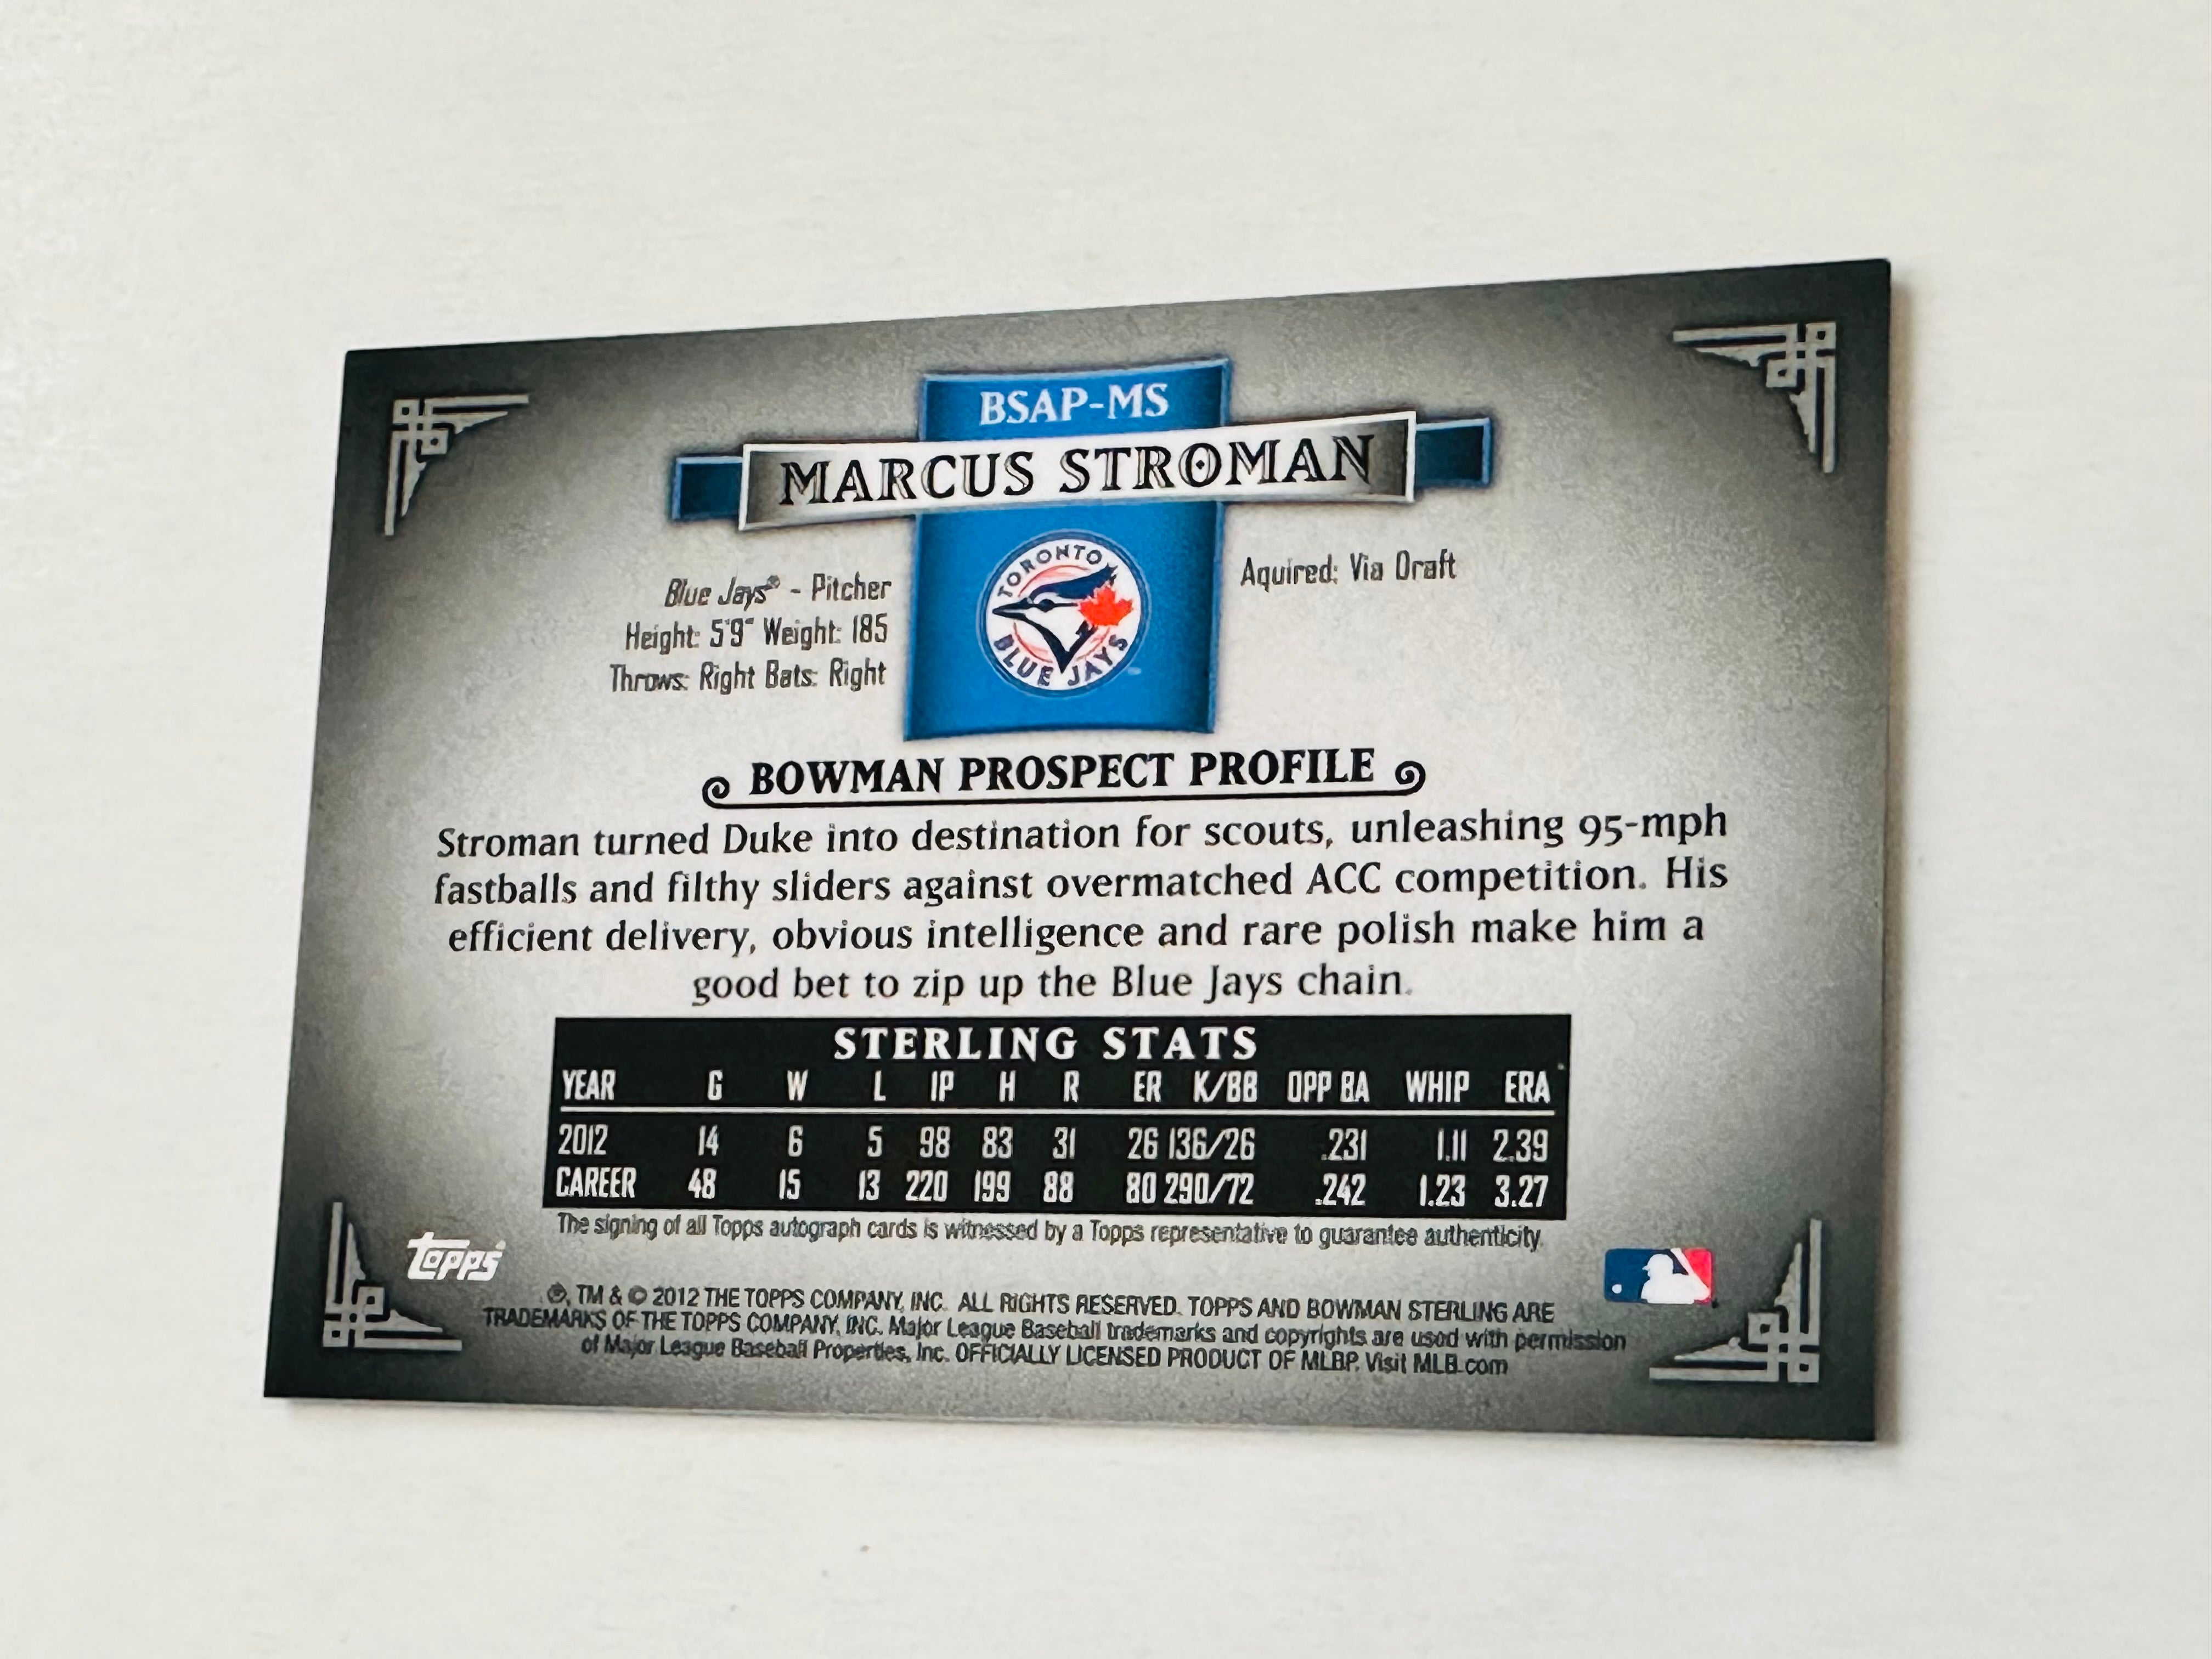 BSAP-MS
MARCUS STROMAN
Blue Jays® - Pitcher
Height: 5'9" Weight: 185
Throws: Right Bats: Right
TORONTO
BLUE JAYS
Aquired: Via Draft
BOWMAN PROSPECT PROFILE
Stroman turned Duke into destination for scouts, unleashing 95-mph
fastballs and filthy sliders against overmatched ACC competition. His
efficient delivery, obvious intelligence and rare polish make him a
good bet to zip up the Blue Jays chain.
STERLING STATS
YEAR G W L IP H R ER K/BB OPP BA WHIP ERA
2012 14 6 5 98 83 31 26 136/26 .231 1.11 2.39
CAREER 48 15 13 220 199 88 80 290/72 .242 1.23 3.27
The signing of all Topps autograph cards is witnessed by a Topps representative to guarantee authenticity.
Topps
®, TM & © 2012 THE TOPPS COMPANY, INC. ALL RIGHTS RESERVED. TOPPS AND BOWMAN STERLING ARE
TRADEMARKS OF THE TOPPS COMPANY, INC. Major League Baseball trademarks and copyrights are used with permission
of Major League Baseball Properties, Inc. OFFICIALLY LICENSED PRODUCT OF MLBP. Visit MLB.com